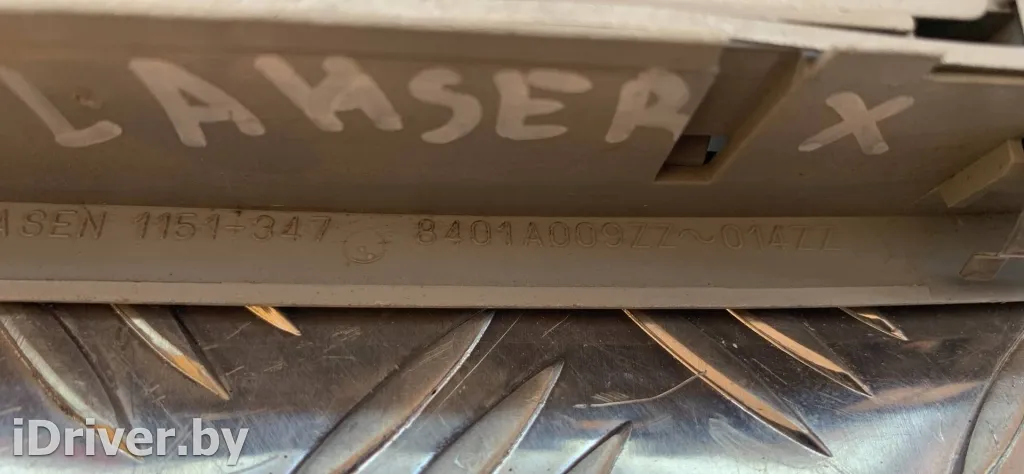 LANSER X
ASEN 1151-347 8401A009ZZ~014ZZ
iDriver.by